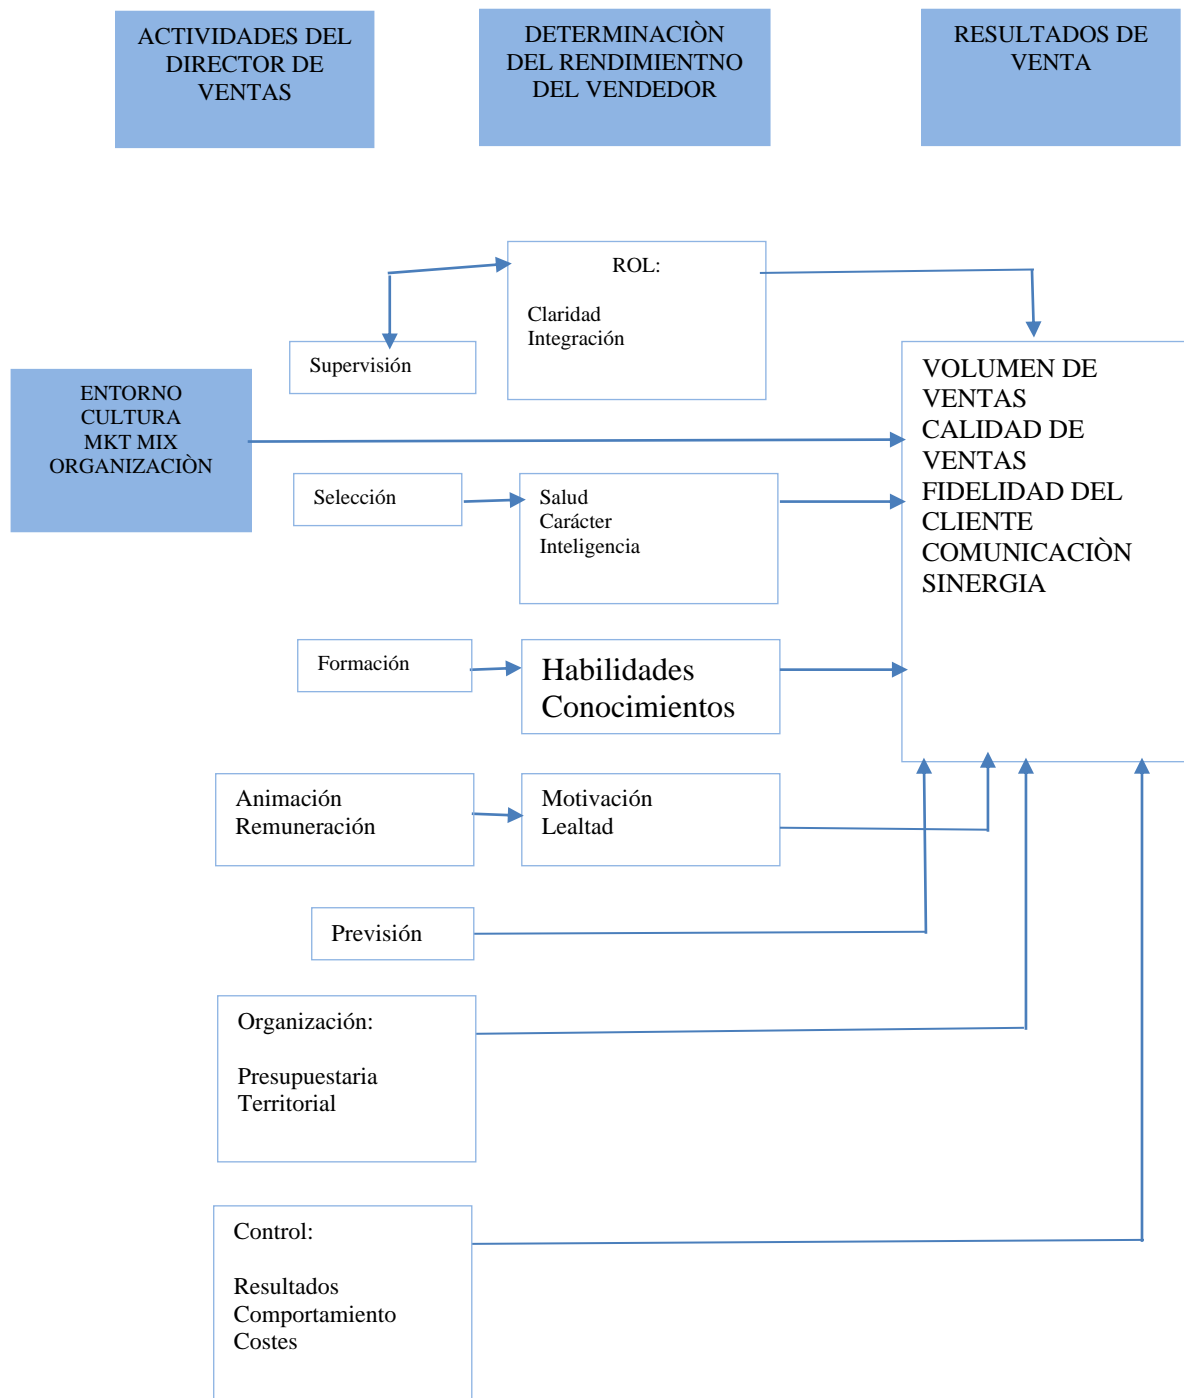 ACTIVIDADES DEL
DIRECTOR DE
VENTAS
DETERMINACIÒN
DEL RENDIMIENTNO
DEL VENDEDOR
RESULTADOS DE
VENTA
ROL:
Claridad
Integración
Supervisión
ENTORNO
CULTURA
MKT MIX
ORGANIZACIÒN
VOLUMEN DE
VENTAS
CALIDAD DE
VENTAS
FIDELIDAD DEL
CLIENTE
COMUNICACIÒN
SINERGIA
Selección
Salud
Carácter
Inteligencia
Formación
Habilidades
Conocimientos
Animación
Remuneración
Motivación
Lealtad
Previsión
Organización:
Presupuestaria
Territorial
Control:
Resultados
Comportamiento
Costes